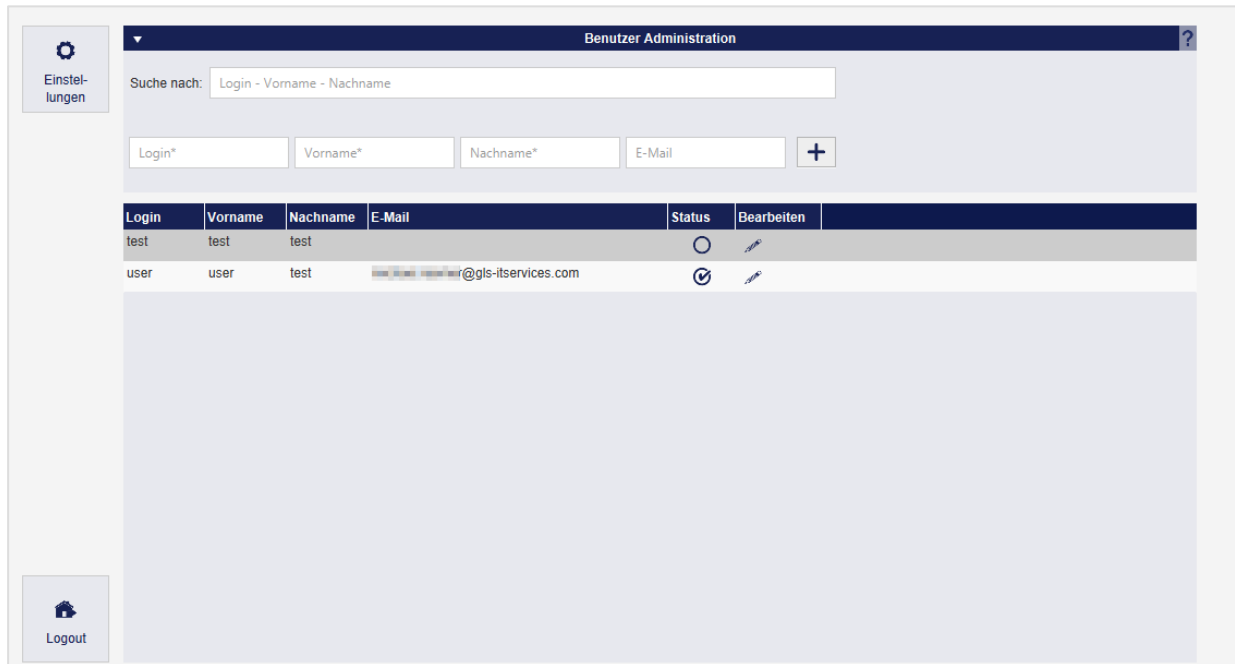 Einstel-
lungen
Benutzer Administration ?
Suche nach: Login - Vorname - Nachname
Login* Vorname* Nachname* E-Mail +
Login Vorname Nachname E-Mail Status Bearbeiten
test test test
user user test @gls-itservices.com
Logout